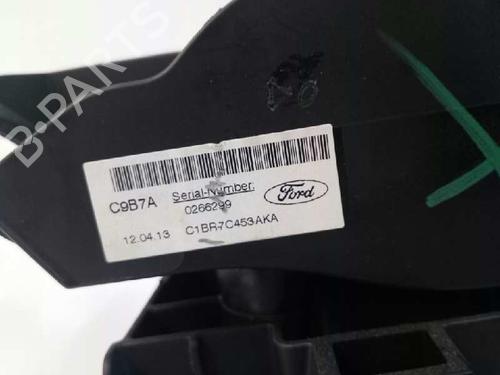 B-PARTS
C9B7A
Serial-Number:
0266299
Ford
12.04.13
C1BR7C453AKA